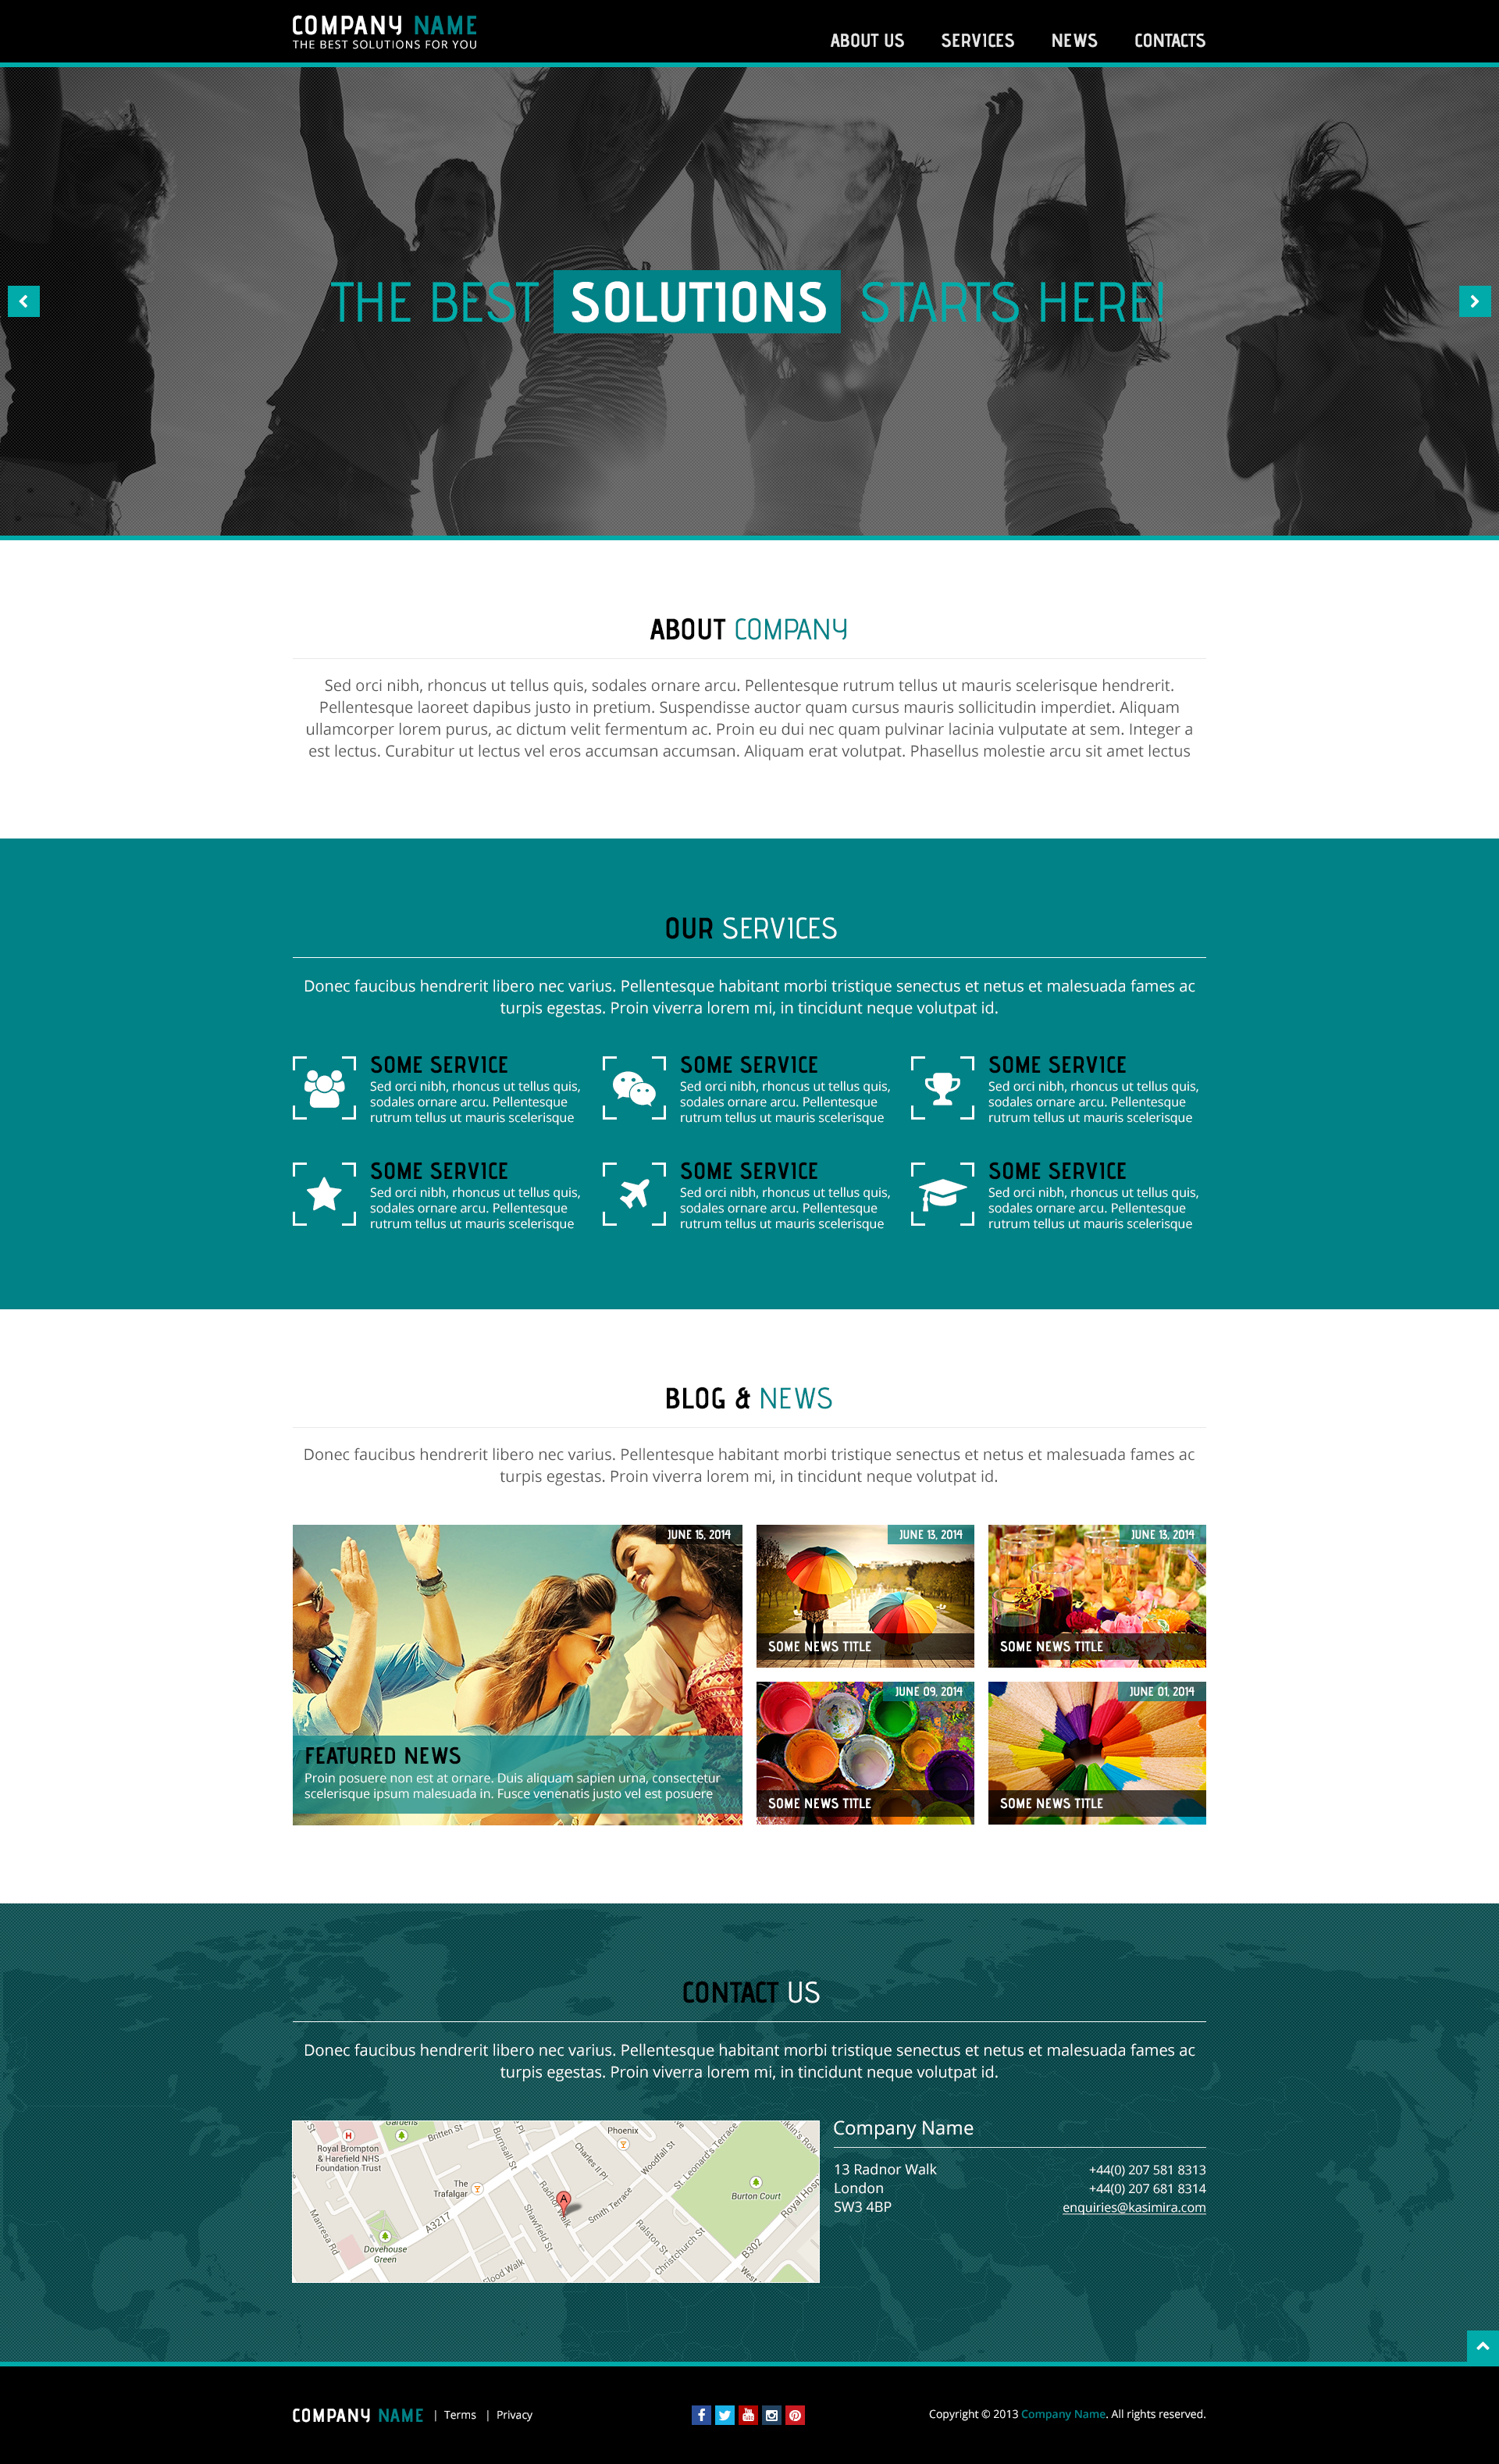 COMPANY NAME
THE BEST SOLUTIONS FOR YOU
ABOUT US
SERVICES
NEWS
CONTACTS
THE BEST SOLUTIONS STARTS HERE!
ABOUT COMPANY
Sed orci nibh, rhoncus ut tellus quis, sodales ornare arcu. Pellentesque rutrum tellus ut mauris scelerisque hendrerit.
Pellentesque laoreet dapibus justo in pretium. Suspendisse auctor quam cursus mauris sollicitudin imperdiet. Aliquam
ullamcorper lorem purus, ac dictum velit fermentum ac. Proin eu dui nec quam pulvinar lacinia vulputate at sem. Integer a
est lectus. Curabitur ut lectus vel eros accumsan accumsan. Aliquam erat volutpat. Phasellus molestie arcu sit amet lectus
OUR SERVICES
Donec faucibus hendrerit libero nec varius. Pellentesque habitant morbi tristique senectus et netus et malesuada fames ac
turpis egestas. Proin viverra lorem mi, in tincidunt neque volutpat id.
SOME SERVICE
Sed orci nibh, rhoncus ut tellus quis,
sodales ornare arcu. Pellentesque
rutrum tellus ut mauris scelerisque
SOME SERVICE
Sed orci nibh, rhoncus ut tellus quis,
sodales ornare arcu. Pellentesque
rutrum tellus ut mauris scelerisque
SOME SERVICE
Sed orci nibh, rhoncus ut tellus quis,
sodales ornare arcu. Pellentesque
rutrum tellus ut mauris scelerisque
SOME SERVICE
Sed orci nibh, rhoncus ut tellus quis,
sodales ornare arcu. Pellentesque
rutrum tellus ut mauris scelerisque
SOME SERVICE
Sed orci nibh, rhoncus ut tellus quis,
sodales ornare arcu. Pellentesque
rutrum tellus ut mauris scelerisque
SOME SERVICE
Sed orci nibh, rhoncus ut tellus quis,
sodales ornare arcu. Pellentesque
rutrum tellus ut mauris scelerisque
BLOG & NEWS
Donec faucibus hendrerit libero nec varius. Pellentesque habitant morbi tristique senectus et netus et malesuada fames ac
turpis egestas. Proin viverra lorem mi, in tincidunt neque volutpat id.
JUNE 15, 2014
FEATURED NEWS
Proin posuere non est at ornare. Duis aliquam sapien urna, consectetur
scelerisque ipsum malesuada in. Fusce venenatis justo vel est posuere
JUNE 13, 2014
SOME NEWS TITLE
JUNE 13, 2014
SOME NEWS TITLE
JUNE 09, 2014
SOME NEWS TITLE
JUNE 01, 2014
SOME NEWS TITLE
CONTACT US
Donec faucibus hendrerit libero nec varius. Pellentesque habitant morbi tristique senectus et netus et malesuada fames ac
turpis egestas. Proin viverra lorem mi, in tincidunt neque volutpat id.
St
Gardens
H
Royal Brompton
& Harefield NHS
Foundation Trust
Britten St
Burnsall St
Pl
Phoenix
Charles II Pl
Woodfall St
St. Leonard's Terrace
klin's Row
The
Trafalgar
Radnor Walk
A
Smith Terrace
Burton Court
Royal Hosp
Manresa Rd
A3217
Shawfield St
Dovehouse
Green
Ralston St
Christchurch St
B302
West
Flood Walk
Company Name
13 Radnor Walk
London
SW3 4BP
+44(0) 207 581 8313
+44(0) 207 681 8314
enquiries@kasimira.com
COMPANY NAME | Terms | Privacy
You Tube
Copyright © 2013 Company Name. All rights reserved.